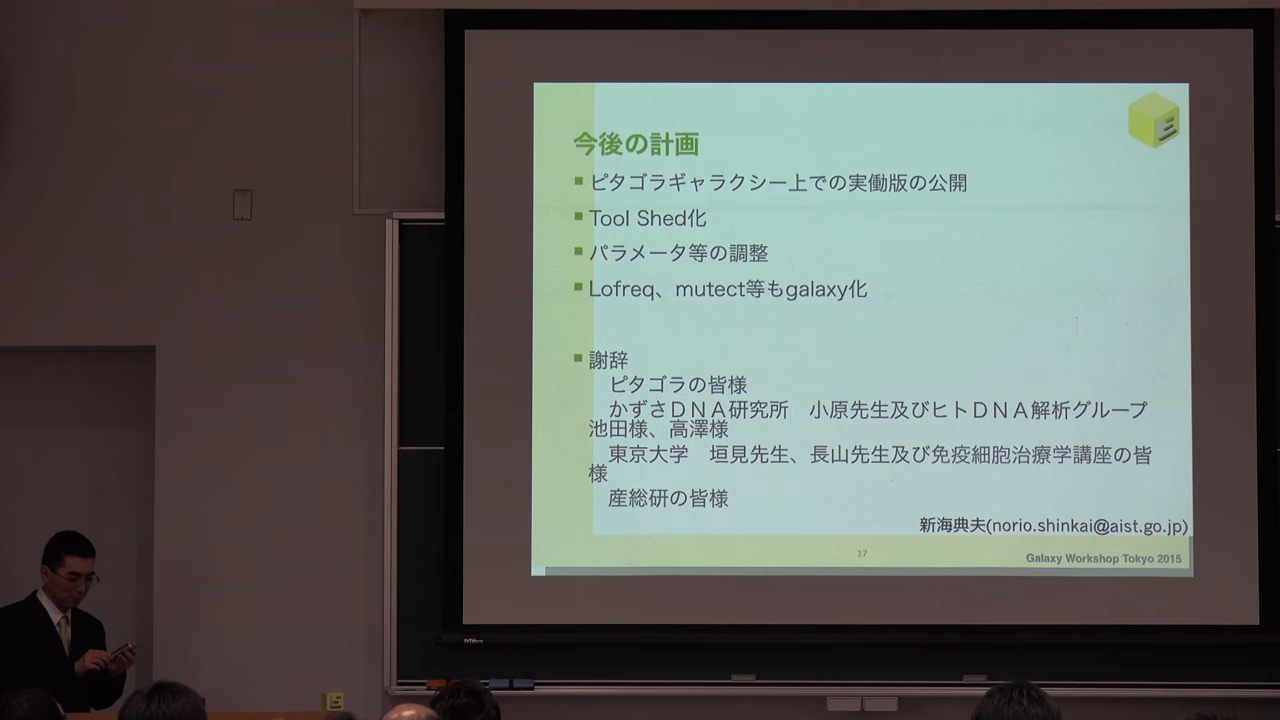 今後の計画
ピタゴラギャラクシー上での実働版の公開
Tool Shed化
パラメータ等の調整
Lofreq、mutect等もgalaxy化
謝辞
ピタゴラの皆様
かずさＤＮＡ研究所　小原先生及びヒトＤＮＡ解析グループ
池田様、高澤様
東京大学　垣見先生、長山先生及び免疫細胞治療学講座の皆
様
産総研の皆様
新海典夫(norio.shinkai@aist.go.jp)
17
Galaxy Workshop Tokyo 2015